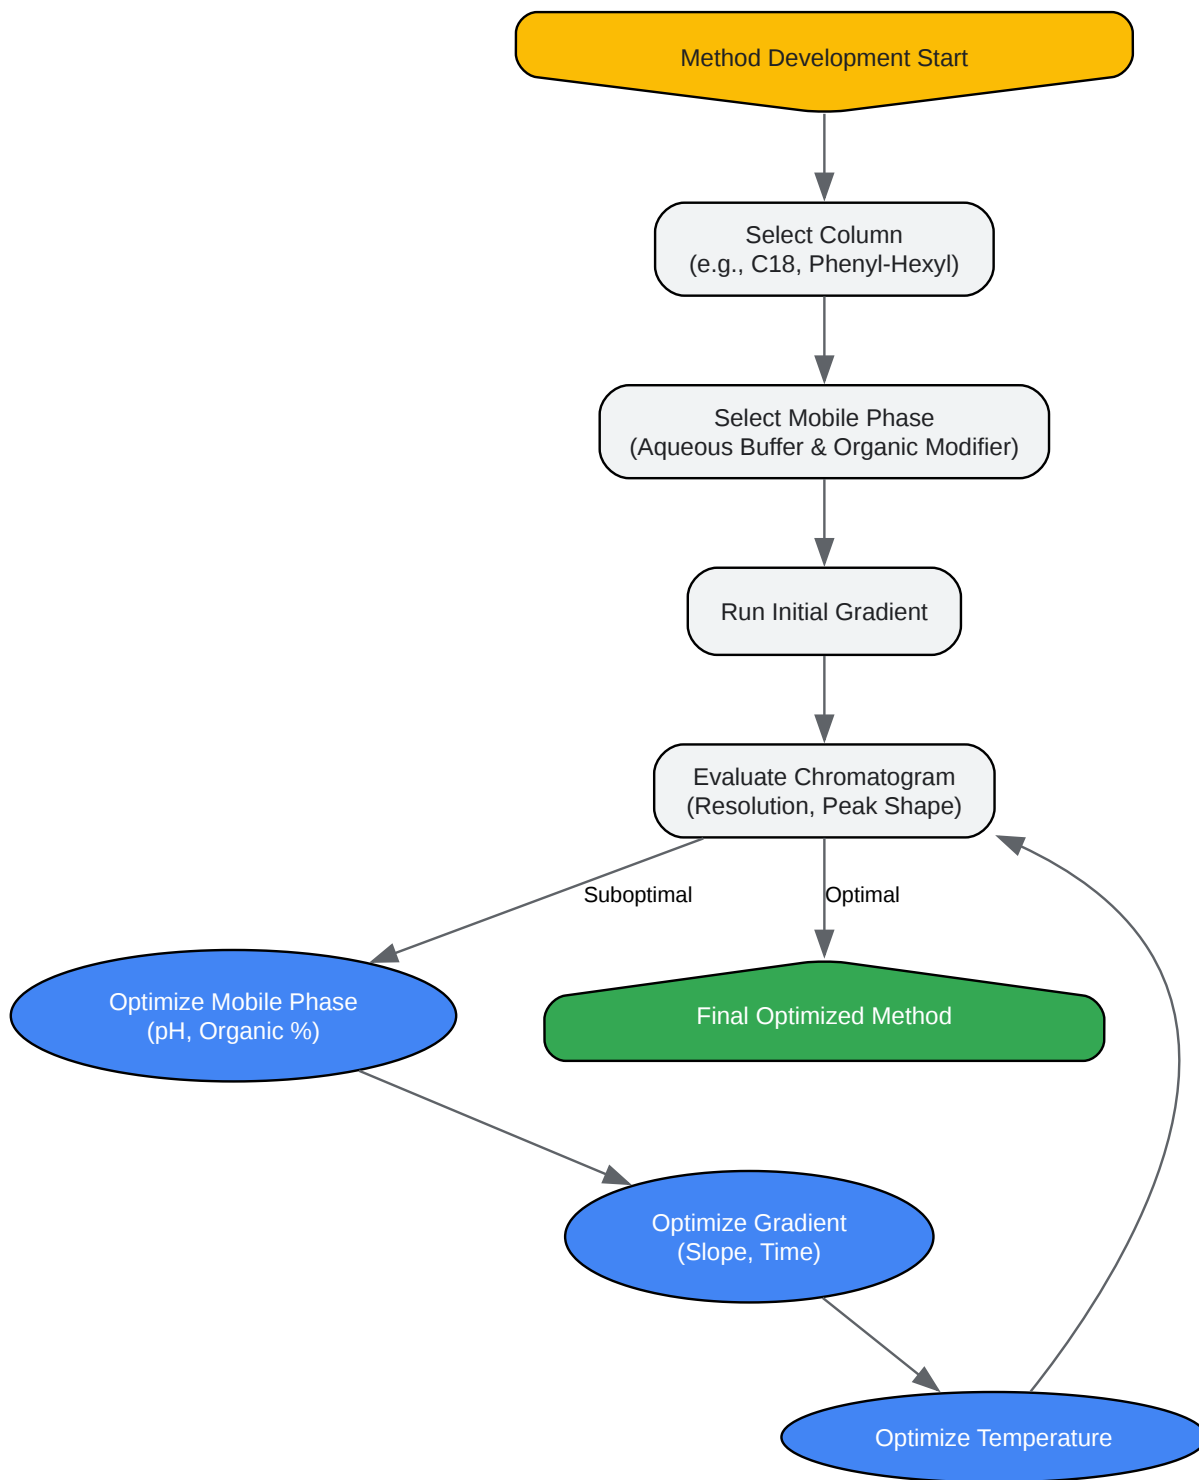 Method Development Start
Select Column
(e.g., C18, Phenyl-Hexyl)
Select Mobile Phase
(Aqueous Buffer & Organic Modifier)
Run Initial Gradient
Evaluate Chromatogram
(Resolution, Peak Shape)
Suboptimal
Optimal
Optimize Mobile Phase
(pH, Organic %)
Final Optimized Method
Optimize Gradient
(Slope, Time)
Optimize Temperature